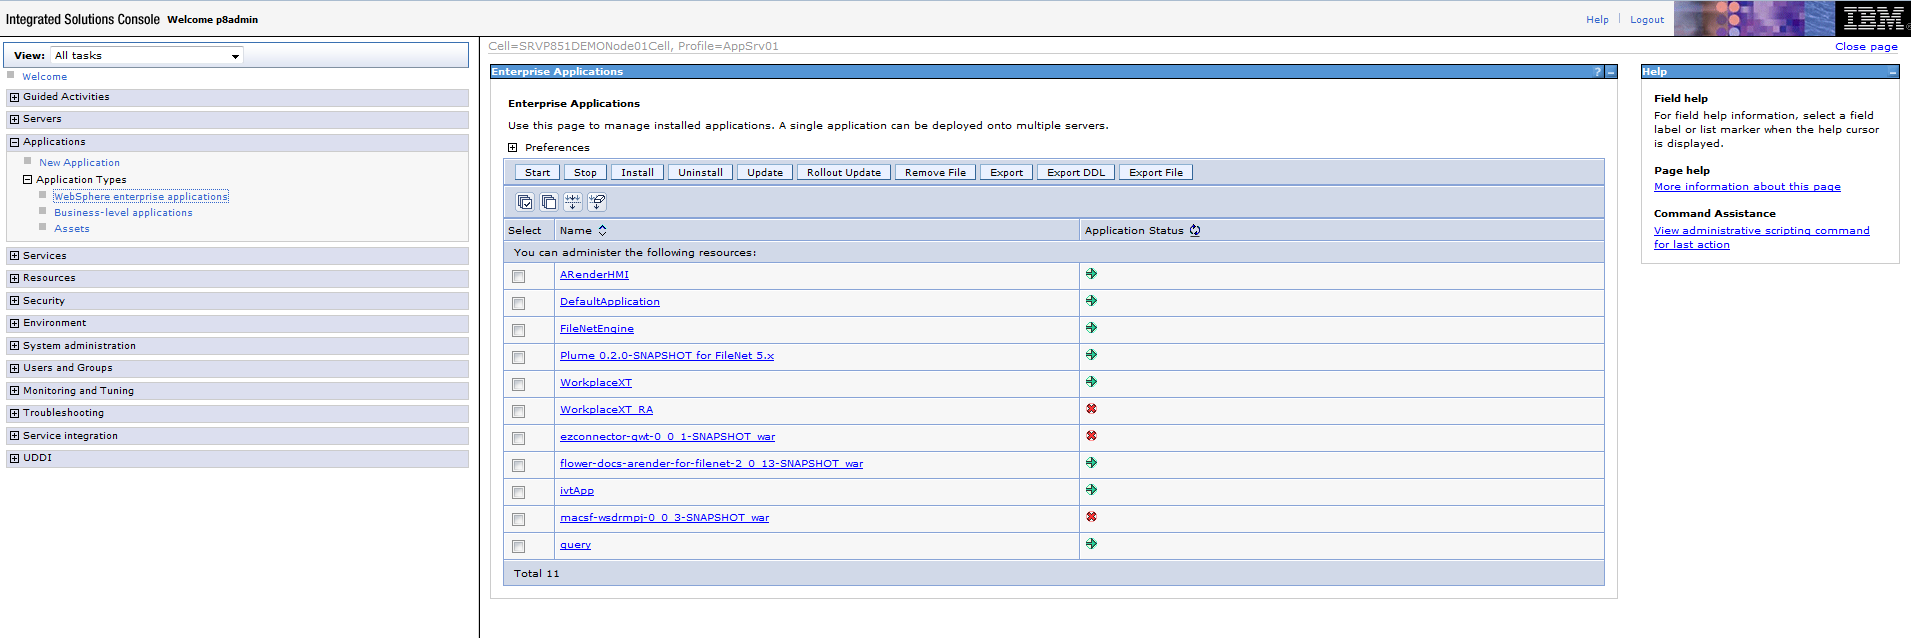 Integrated Solutions Console Welcome p8admin
Help Logout
IBM
View: All tasks
Welcome
Guided Activities
Servers
Applications
New Application
Application Types
WebSphere enterprise applications
Business-level applications
Assets
Services
Resources
Security
Environment
System administration
Users and Groups
Monitoring and Tuning
Troubleshooting
Service integration
UDDI
Cell=SRVP851DEMONode01Cell, Profile=AppSrv01
Close page
Enterprise Applications ?
Enterprise Applications
Use this page to manage installed applications. A single application can be deployed onto multiple servers.
Preferences
Start Stop Install Uninstall Update Rollout Update Remove File Export Export DDL Export File
Select Name Application Status
You can administer the following resources:
ARenderHMI
DefaultApplication
FileNetEngine
Plume 0.2.0-SNAPSHOT for FileNet 5.x
WorkplaceXT
WorkplaceXT_RA
ezconnector-gwt-0_0_1-SNAPSHOT_war
flower-docs-arender-for-filenet-2_0_13-SNAPSHOT_war
ivtApp
macsf-wsdrmpj-0_0_3-SNAPSHOT_war
query
Total 11
Help
Field help
For field help information, select a field
label or list marker when the help cursor
is displayed.
Page help
More information about this page
Command Assistance
View administrative scripting command
for last action